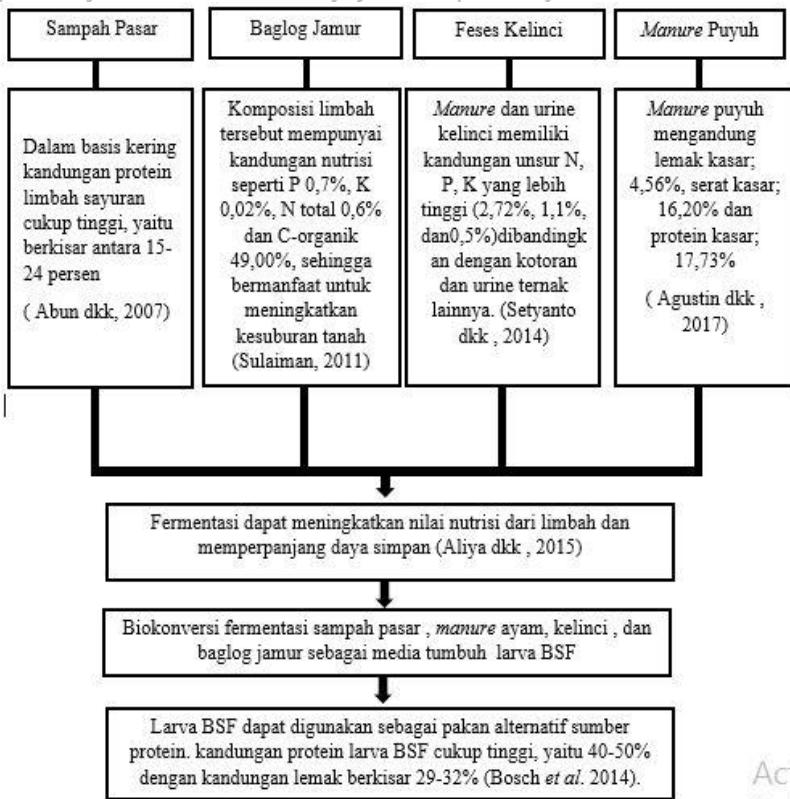 Sampah Pasar
Baglog Jamur
Feses Kelinci
Manure Puyuh
Dalam basis kering
kandungan protein
limbah sayuran
cukup tinggi, yaitu
berkisar antara 15-
24 persen
( Abun dkk, 2007)
Komposisi limbah
tersebut mempunyai
kandungan nutrisi
seperti P 0,7%, K
0,02%, N total 0,6%
dan C-organik
49,00%, sehingga
bermanfaat untuk
meningkatkan
kesuburan tanah
(Sulaiman, 2011)
Manure dan urine
kelinci memiliki
kandungan unsur N,
P, K yang lebih
tinggi (2,72%, 1,1%,
dan0,5%)dibandingk
an dengan kotoran
dan urine ternak
lainnya. (Setyanto
dkk , 2014)
Manure puyuh
mengandung
lemak kasar;
4,56%, serat kasar;
16,20% dan
protein kasar;
17,73%
( Agustin dkk ,
2017)
Fermentasi dapat meningkatkan nilai nutrisi dari limbah dan
memperpanjang daya simpan (Aliya dkk , 2015)
Biokonversi fermentasi sampah pasar , manure ayam, kelinci , dan
baglog jamur sebagai media tumbuh larva BSF
Larva BSF dapat digunakan sebagai pakan alternatif sumber
protein. kandungan protein larva BSF cukup tinggi, yaitu 40-50%
dengan kandungan lemak berkisar 29-32% (Bosch et al. 2014).
Ac